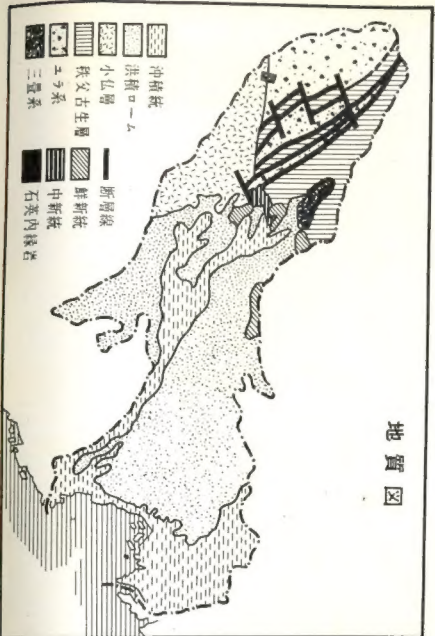 地質図
沖積統
洪積ローム
小仏層
秩父古生層
ユラ系
三畳系
断層線
鮮新統
中新統
石英内緑岩